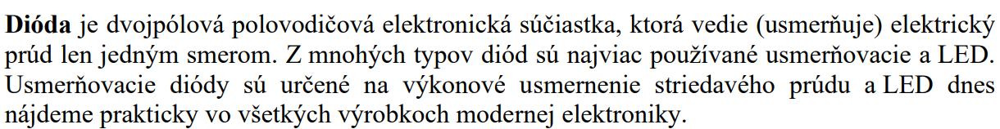 Dióda je dvojpólová polovodičová elektronická súčiastka, ktorá vedie (usmerňuje) elektrický
prúd len jedným smerom. Z mnohých typov diód sú najviac používané usmerňovacie a LED.
Usmerňovacie diódy sú určené na výkonové usmernenie striedavého prúdu a LED dnes
nájdeme prakticky vo všetkých výrobkoch modernej elektroniky.